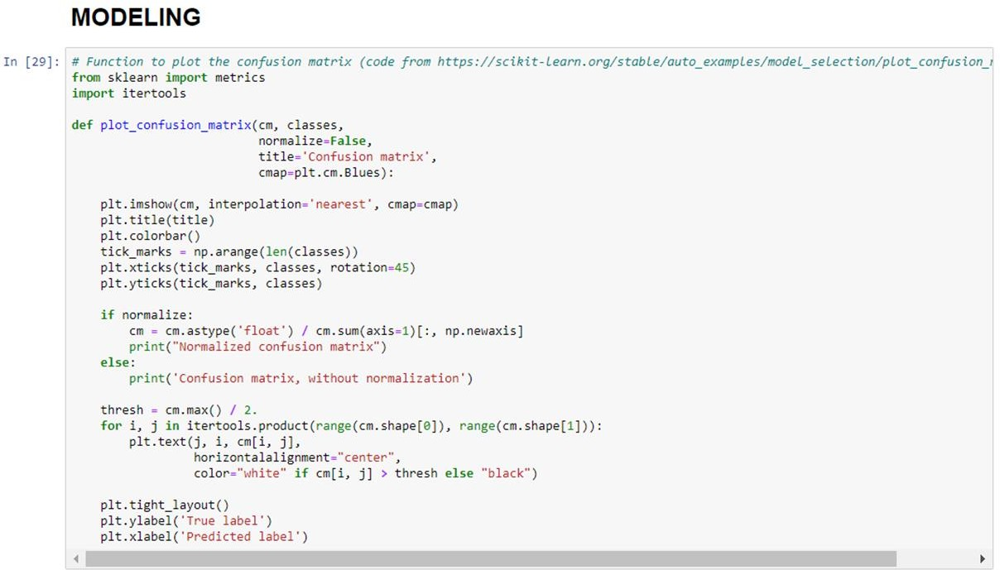 MODELING
In [29]: # Function to plot the confusion matrix (code from https://scikit-learn.org/stable/auto_examples/model_selection/plot_confusion_
from sklearn import metrics
import itertools
def plot_confusion_matrix(cm, classes,
                          normalize=False,
                          title='Confusion matrix',
                          cmap=plt.cm.Blues):
    plt.imshow(cm, interpolation='nearest', cmap=cmap)
    plt.title(title)
    plt.colorbar()
    tick_marks = np.arange(len(classes))
    plt.xticks(tick_marks, classes, rotation=45)
    plt.yticks(tick_marks, classes)
    if normalize:
        cm = cm.astype('float') / cm.sum(axis=1)[:, np.newaxis]
        print("Normalized confusion matrix")
    else:
        print('Confusion matrix, without normalization')
    thresh = cm.max() / 2.
    for i, j in itertools.product(range(cm.shape[0]), range(cm.shape[1])):
        plt.text(j, i, cm[i, j],
                 horizontalalignment="center",
                 color="white" if cm[i, j] > thresh else "black")
    plt.tight_layout()
    plt.ylabel('True label')
    plt.xlabel('Predicted label')